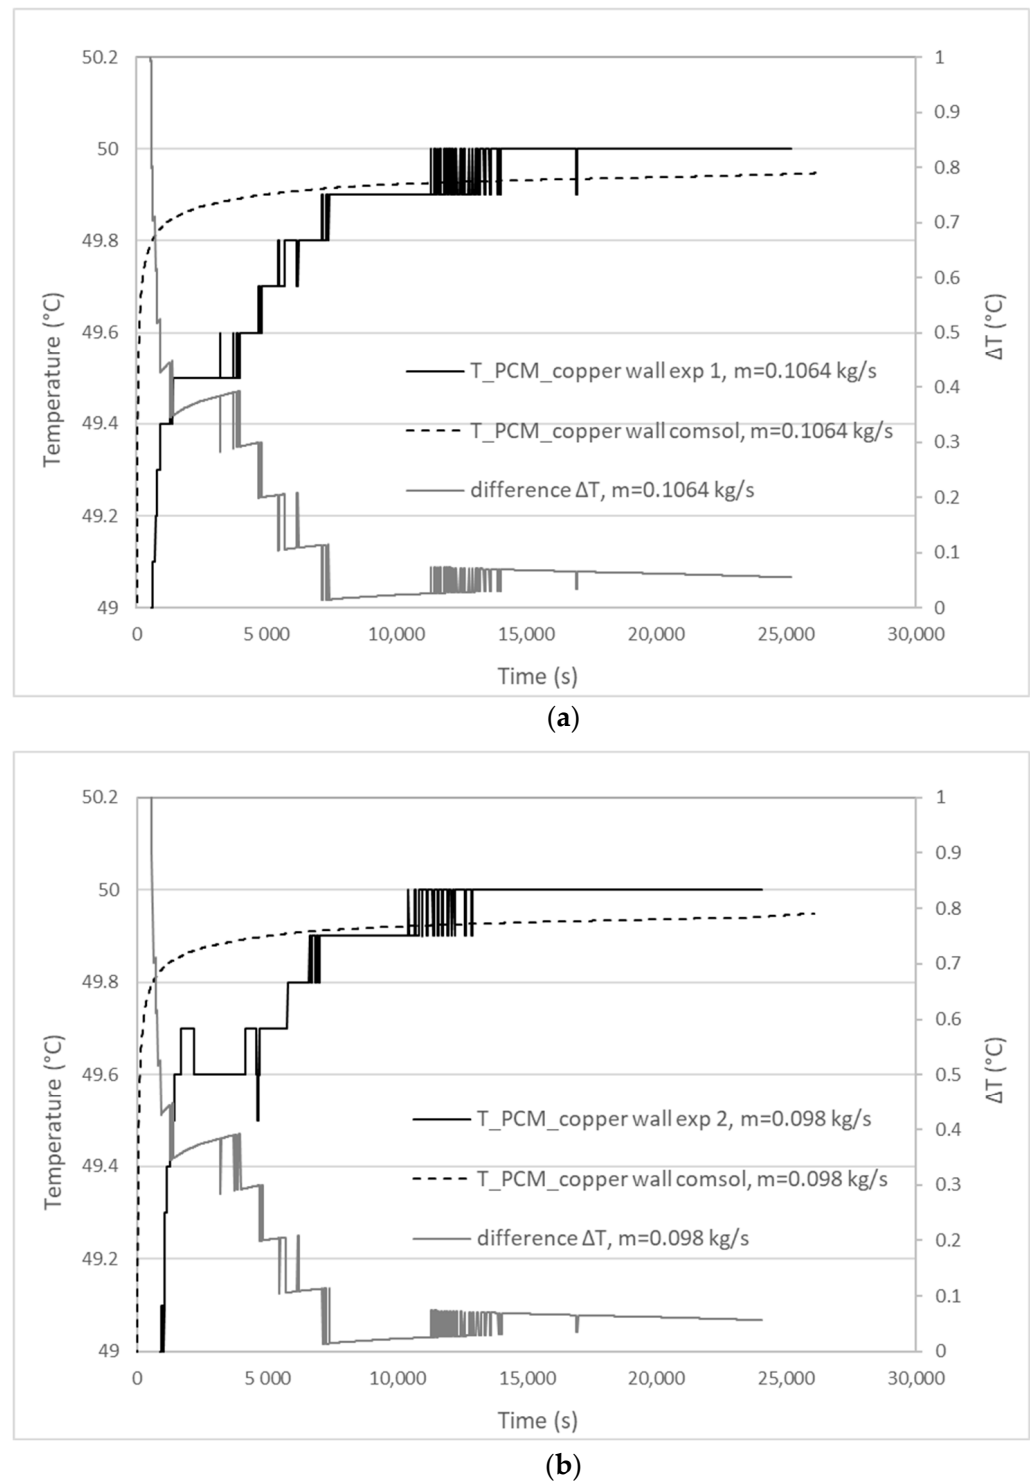 50.2
50
49.8
49.6
49.4
49.2
49
1
0.9
0.8
0.7
0.6
0.5
0.4
0.3
0.2
0.1
0
Temperature (°C)
ΔT (°C)
T_PCM_copper wall exp 1, m=0.1064 kg/s
T_PCM_copper wall comsol, m=0.1064 kg/s
difference ΔT, m=0.1064 kg/s
0 5 000 10,000 15,000 20,000 25,000 30,000
Time (s)
(a)
50.2
50
49.8
49.6
49.4
49.2
49
1
0.9
0.8
0.7
0.6
0.5
0.4
0.3
0.2
0.1
0
Temperature (°C)
ΔT (°C)
T_PCM_copper wall exp 2, m=0.098 kg/s
T_PCM_copper wall comsol, m=0.098 kg/s
difference ΔT, m=0.098 kg/s
0 5 000 10,000 15,000 20,000 25,000 30,000
Time (s)
(b)